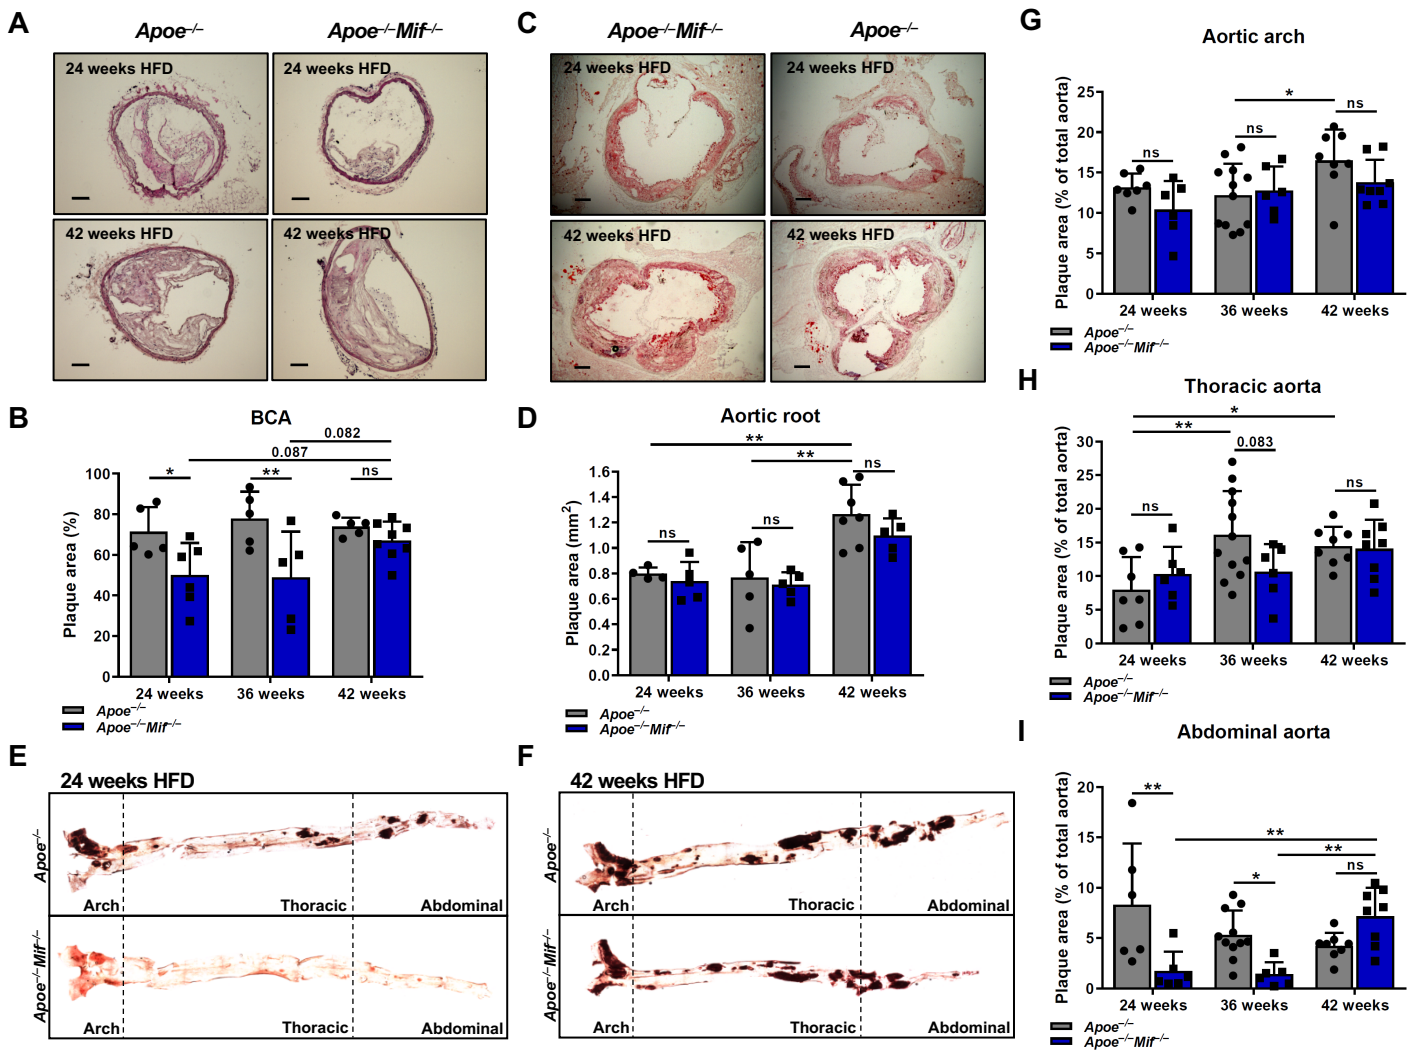 A
Apoe–/–
Apoe–/–Mif–/–
24 weeks HFD
24 weeks HFD
42 weeks HFD
42 weeks HFD
B
BCA
0.082
0.087
*
**
ns
Plaque area (%)
100
80
60
40
20
0
24 weeks
36 weeks
42 weeks
Apoe–/–
Apoe–/–Mif–/–
C
Apoe–/–Mif–/–
Apoe–/–
24 weeks HFD
24 weeks HFD
42 weeks HFD
42 weeks HFD
D
Aortic root
**
**
ns
ns
ns
Plaque area (mm2)
1.6
1.4
1.2
1.0
0.8
0.6
0.4
0.2
0.0
24 weeks
36 weeks
42 weeks
Apoe–/–
Apoe–/–Mif–/–
E
24 weeks HFD
Apoe–/–
Arch
Thoracic
Abdominal
Apoe–/–Mif–/–
Arch
Thoracic
Abdominal
F
42 weeks HFD
Apoe–/–
Arch
Thoracic
Abdominal
Apoe–/–Mif–/–
Arch
Thoracic
Abdominal
G
Aortic arch
*
ns
ns
ns
Plaque area (% of total aorta)
25
20
15
10
5
0
24 weeks
36 weeks
42 weeks
Apoe–/–
Apoe–/–Mif–/–
H
Thoracic aorta
*
**
0.083
ns
ns
Plaque area (% of total aorta)
30
25
20
15
10
5
0
24 weeks
36 weeks
42 weeks
Apoe–/–
Apoe–/–Mif–/–
I
Abdominal aorta
**
**
**
ns
*
Plaque area (% of total aorta)
20
15
10
5
0
24 weeks
36 weeks
42 weeks
Apoe–/–
Apoe–/–Mif–/–